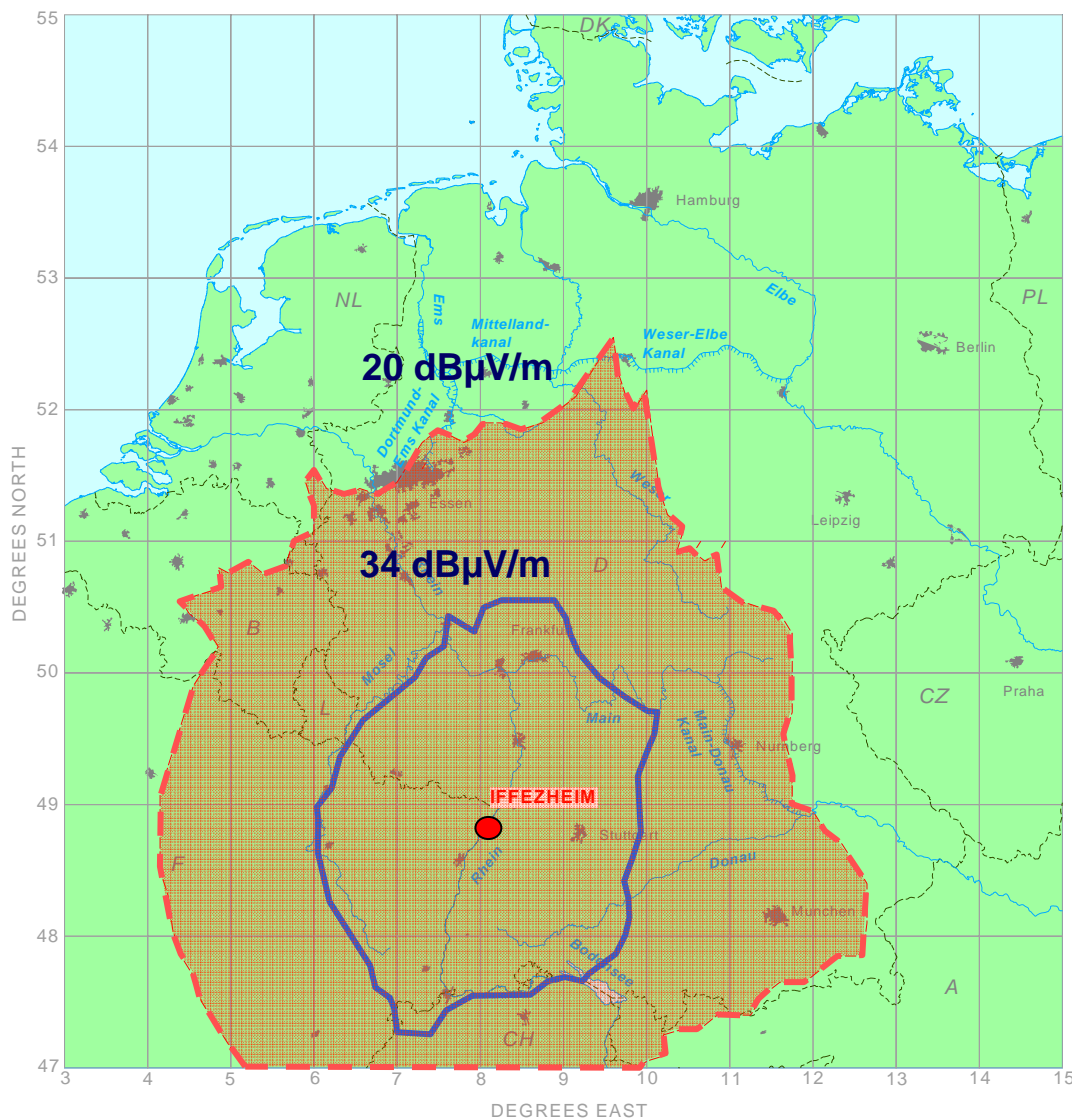 55
DK
54
Hamburg
53
NL
PL
Ems
Elbe
Mittelland-
kanal
Weser-Elbe
Kanal
Berlin
20 dBµV/m
52
Dortmund-
Ems Kanal
Essen
Weser
Leipzig
51
34 dBµV/m
D
Rhein
DEGREES NORTH
B
Frankfurt
50
Mosel
L
Main
Main-Donau
Kanal
Nürnberg
CZ
Praha
49
IFFEZHEIM
Stuttgart
Donau
F
Rhein
München
48
Bodensee
A
CH
47
3 4 5 6 7 8 9 10 11 12 13 14 15
DEGREES EAST